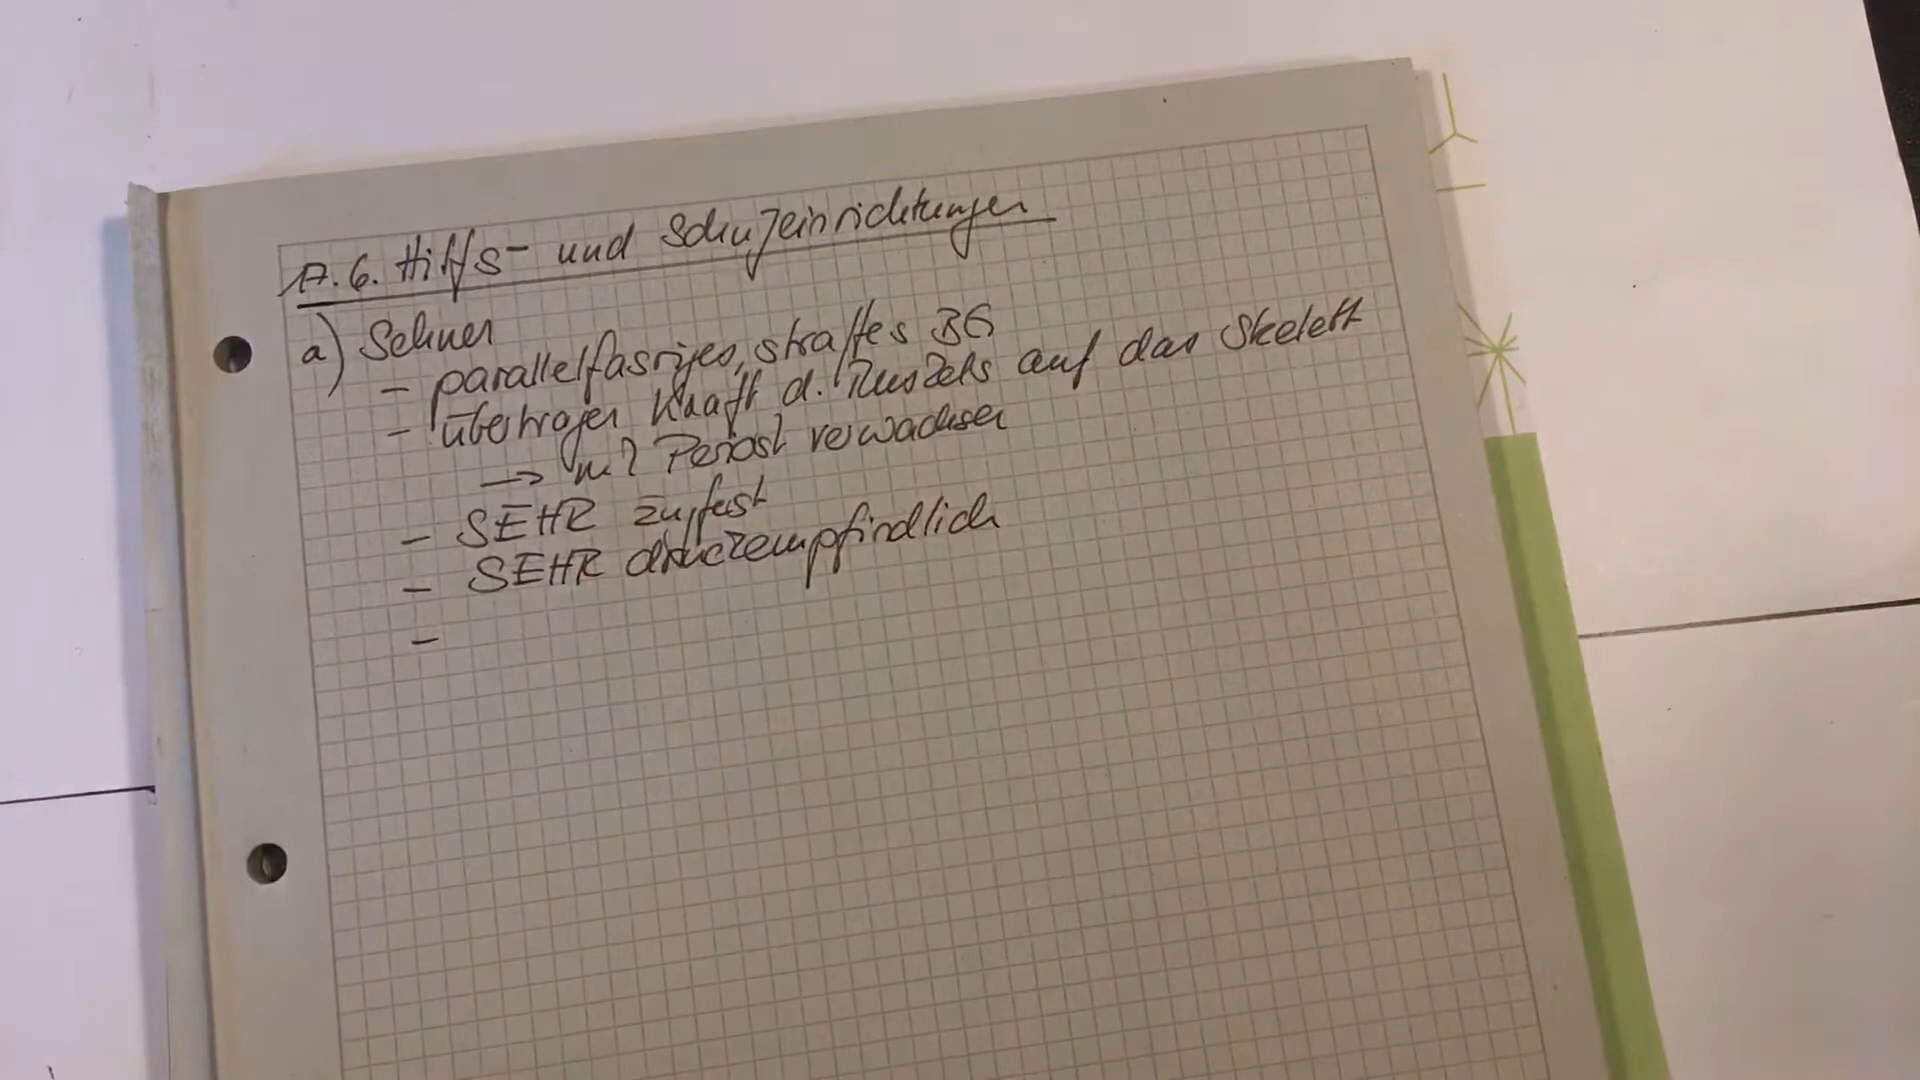 17.6. Hilfs- und Schutzeinrichtungen
a) Sehnen
- parallelfasriges, straffes BG
- übertragen Kraft d. Muskels auf das Skelett
→ m? Periost verwachsen
- SEHR zugfest
- SEHR druckempfindlich
-